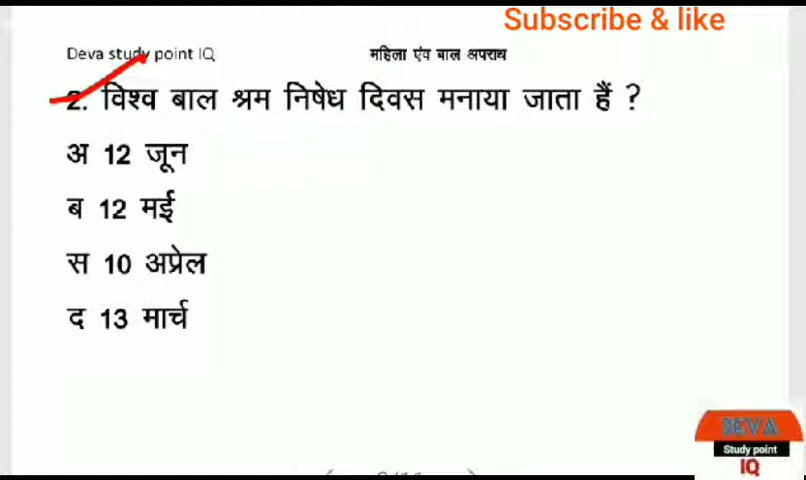 Subscribe & like
Deva study point IQ महिला एंव बाल अपराध
2. विश्व बाल श्रम निषेध दिवस मनाया जाता हैं ?
अ 12 जून
ब 12 मई
स 10 अप्रेल
द 13 मार्च
DEVA
Study point
IQ